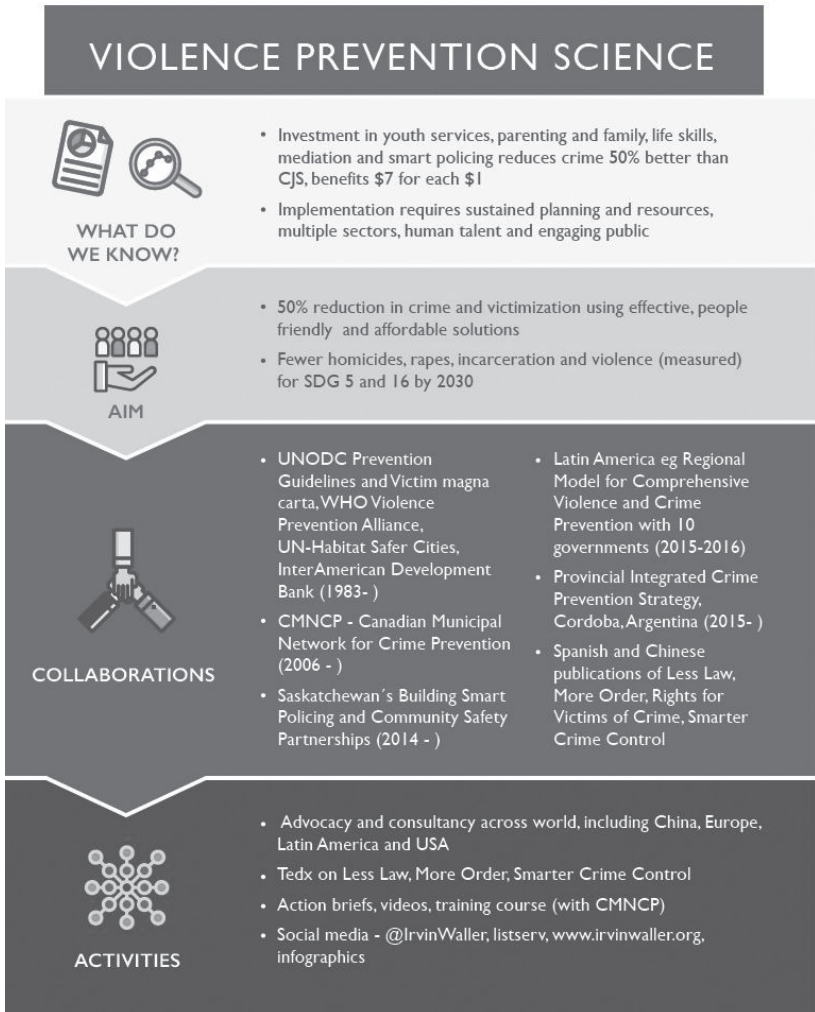 VIOLENCE PREVENTION SCIENCE
WHAT DO
WE KNOW?
• Investment in youth services, parenting and family, life skills,
mediation and smart policing reduces crime 50% better than
CJS, benefits $7 for each $1
• Implementation requires sustained planning and resources,
multiple sectors, human talent and engaging public
AIM
• 50% reduction in crime and victimization using effective, people
friendly and affordable solutions
• Fewer homicides, rapes, incarceration and violence (measured)
for SDG 5 and 16 by 2030
COLLABORATIONS
• UNODC Prevention
Guidelines and Victim magna
carta, WHO Violence
Prevention Alliance,
UN-Habitat Safer Cities,
InterAmerican Development
Bank (1983- )
• CMNCP - Canadian Municipal
Network for Crime Prevention
(2006 - )
• Saskatchewan´s Building Smart
Policing and Community Safety
Partnerships (2014 - )
• Latin America eg Regional
Model for Comprehensive
Violence and Crime
Prevention with 10
governments (2015-2016)
• Provincial Integrated Crime
Prevention Strategy,
Cordoba, Argentina (2015- )
• Spanish and Chinese
publications of Less Law,
More Order, Rights for
Victims of Crime, Smarter
Crime Control
ACTIVITIES
• Advocacy and consultancy across world, including China, Europe,
Latin America and USA
• Tedx on Less Law, More Order, Smarter Crime Control
• Action briefs, videos, training course (with CMNCP)
• Social media - @IrvinWaller, listserv, www.irvinwaller.org,
infographics